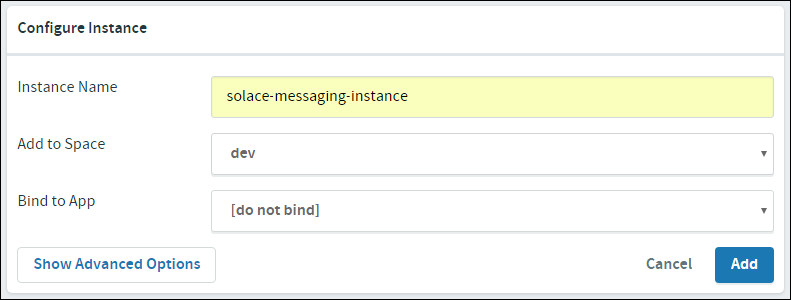 Configure Instance
Instance Name
solace-messaging-instance
Add to Space
dev
Bind to App
[do not bind]
Show Advanced Options
Cancel
Add